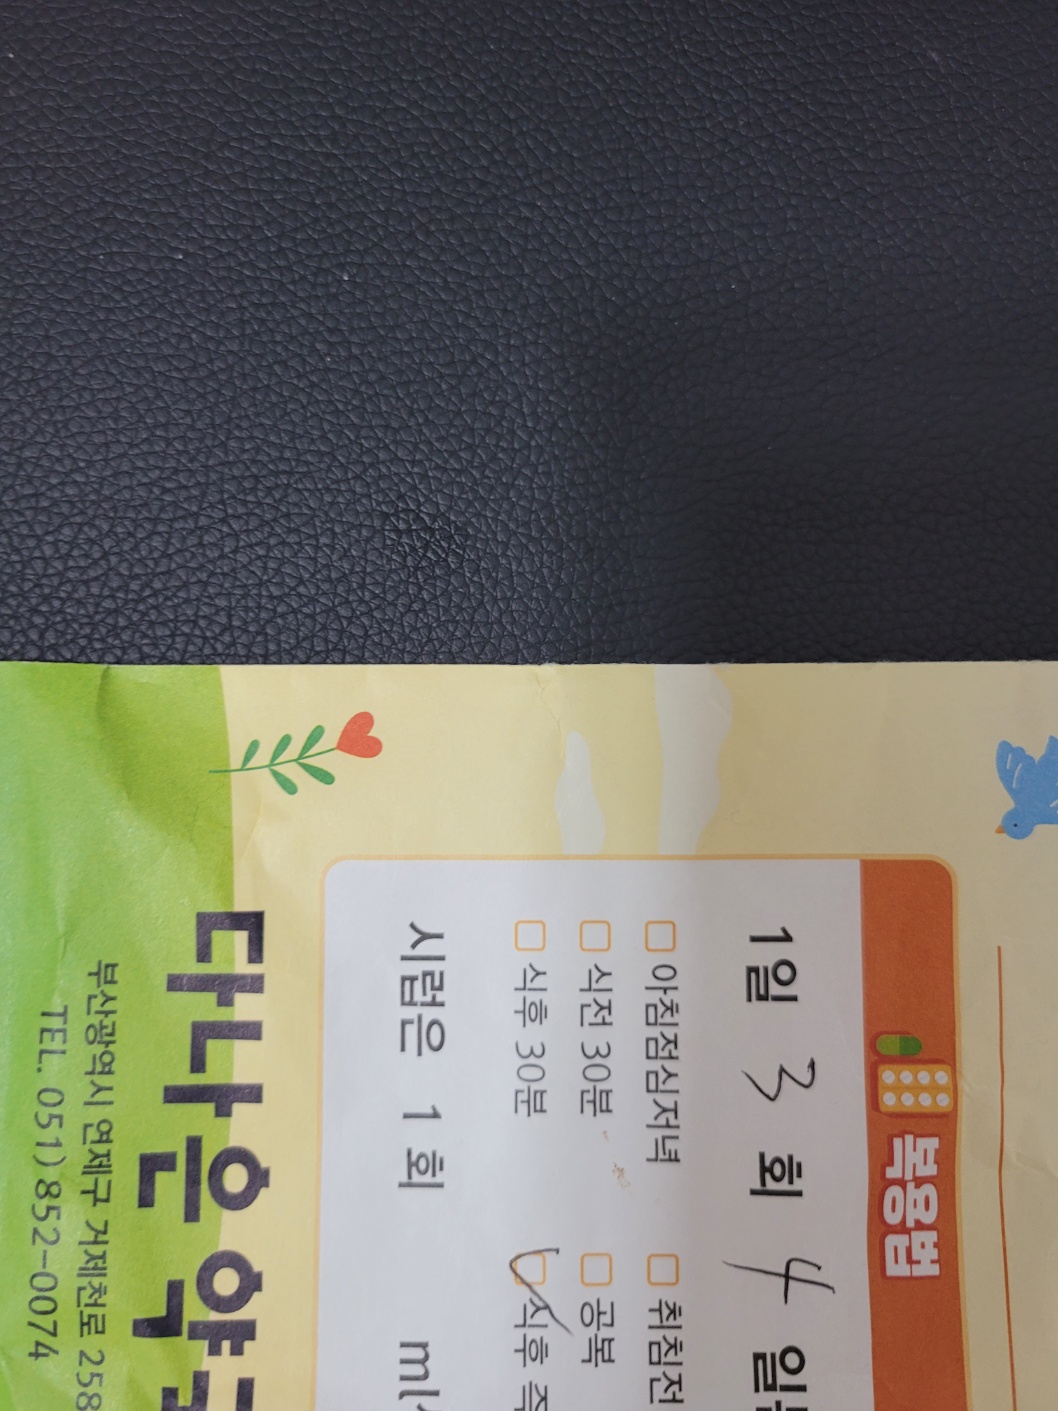 복용법
1일 3 회 4 일분
아침점심저녁 취침전
식전 30분 공복
식후 30분 식후
시럽은 1 회 ml
다나은약국
부산광역시 연제구 거제천로 258
TEL. 051) 852-0074